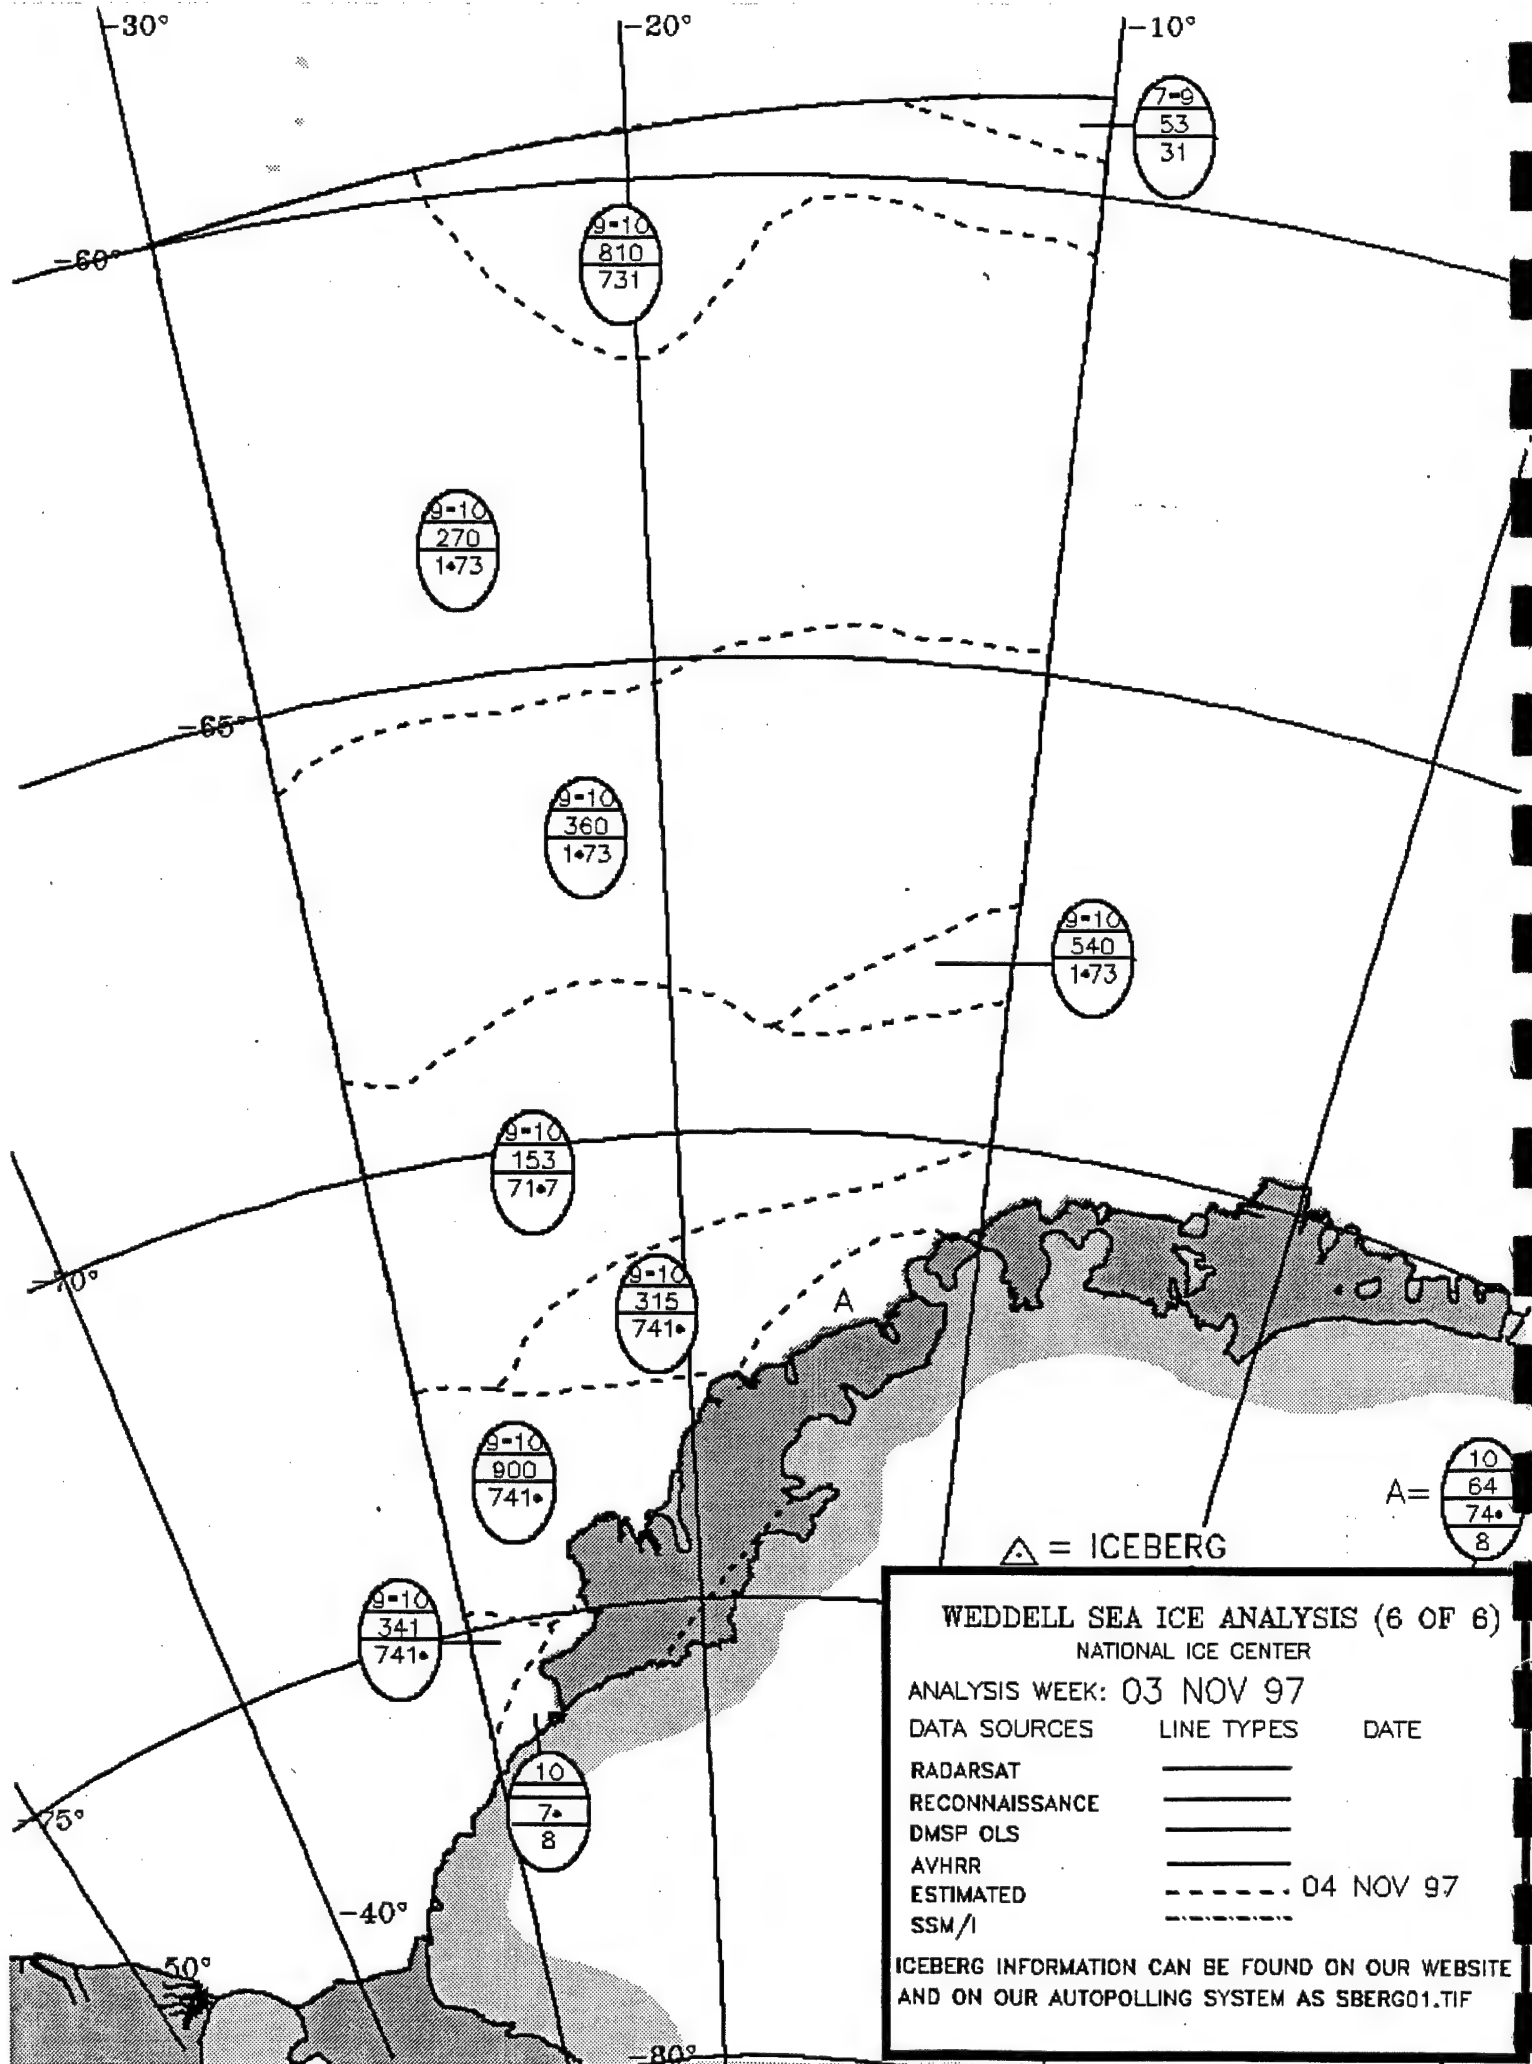 -30°
-20°
-10°
7-9
53
31
-60°
9-10
810
731
9-10
270
1•73
-65°
9-10
360
1•73
9-10
540
1•73
9-10
153
71•7
-70°
9-10
315
741•
A
9-10
900
741•
A=
10
64
74•
8
= ICEBERG
9-10
341
741•
10
7•
8
-75°
-40°
50°
-80°
WEDDELL SEA ICE ANALYSIS (6 OF 6)
NATIONAL ICE CENTER
ANALYSIS WEEK: 03 NOV 97
DATA SOURCES LINE TYPES DATE
RADARSAT
RECONNAISSANCE
DMSP OLS
AVHRR
ESTIMATED 04 NOV 97
SSM/I
ICEBERG INFORMATION CAN BE FOUND ON OUR WEBSITE
AND ON OUR AUTOPOLLING SYSTEM AS SBERG01.TIF